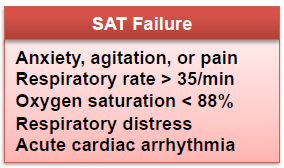 SAT Failure
Anxiety, agitation, or pain
Respiratory rate > 35/min
Oxygen saturation < 88%
Respiratory distress
Acute cardiac arrhythmia